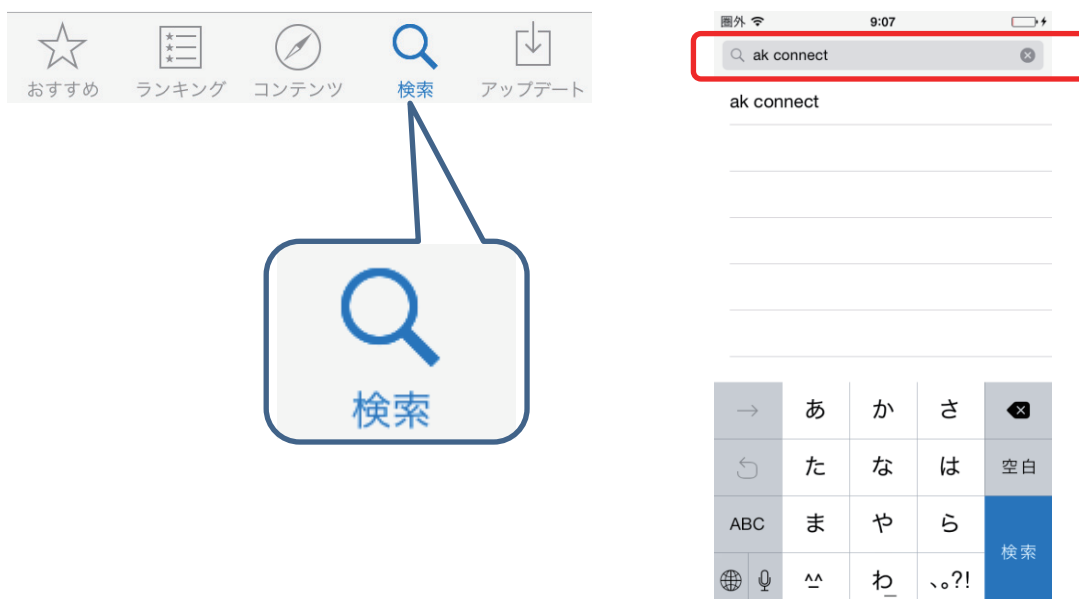 おすすめ ランキング コンテンツ 検索 アップデート
検索
圏外 9:07
ak connect
ak connect
→ あ か さ
た な は 空白
ABC ま や ら 検索
^^ わ_ 、。?!